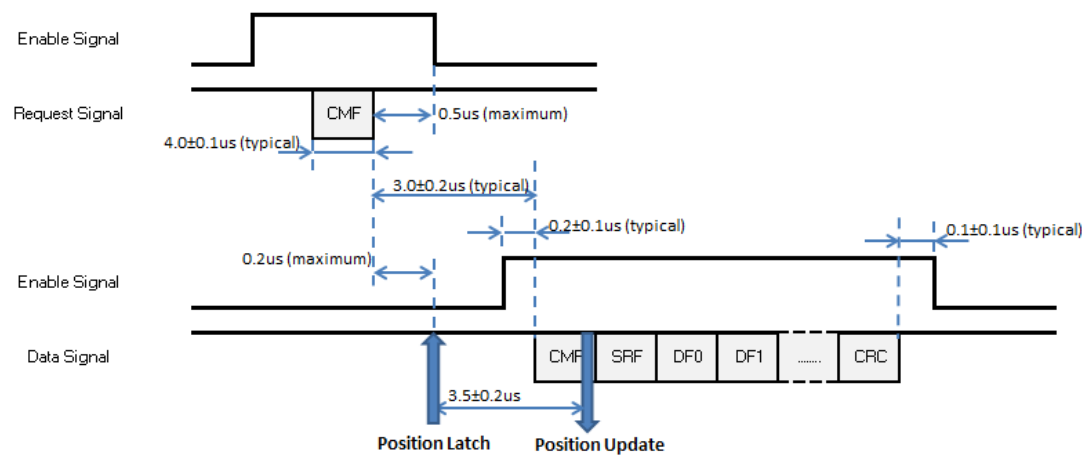 Enable Signal
Request Signal
CMF
0.5us (maximum)
4.0±0.1us (typical)
3.0±0.2us (typical)
0.2±0.1us (typical)
0.1±0.1us (typical)
0.2us (maximum)
Enable Signal
Data Signal
CMF SRF DF0 DF1 ....... CRC
3.5±0.2us
Position Latch Position Update